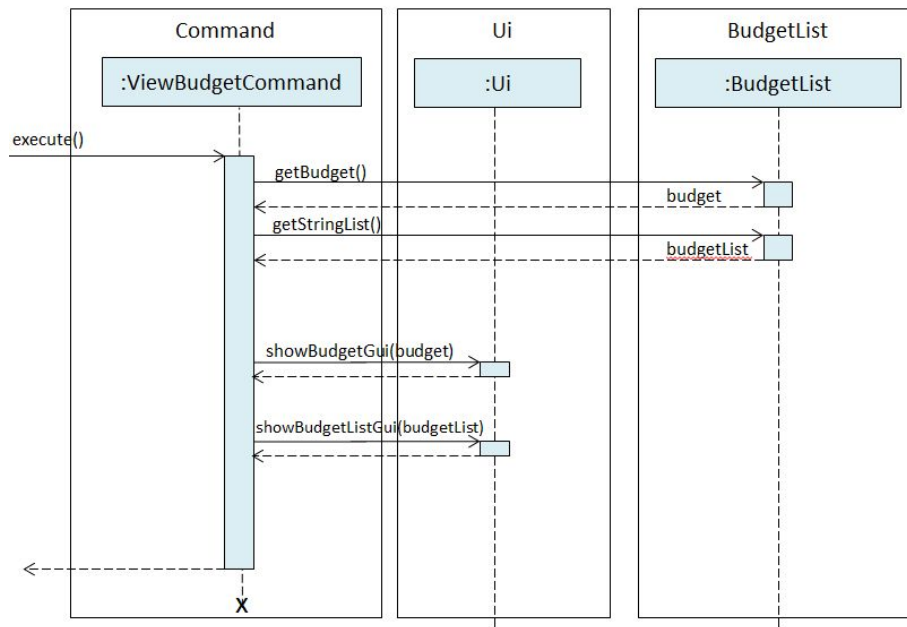 Command
Ui
BudgetList
:ViewBudgetCommand
:Ui
:BudgetList
execute()
getBudget()
budget
getStringList()
budgetList
showBudgetGui(budget)
showBudgetListGui(budgetList)
X